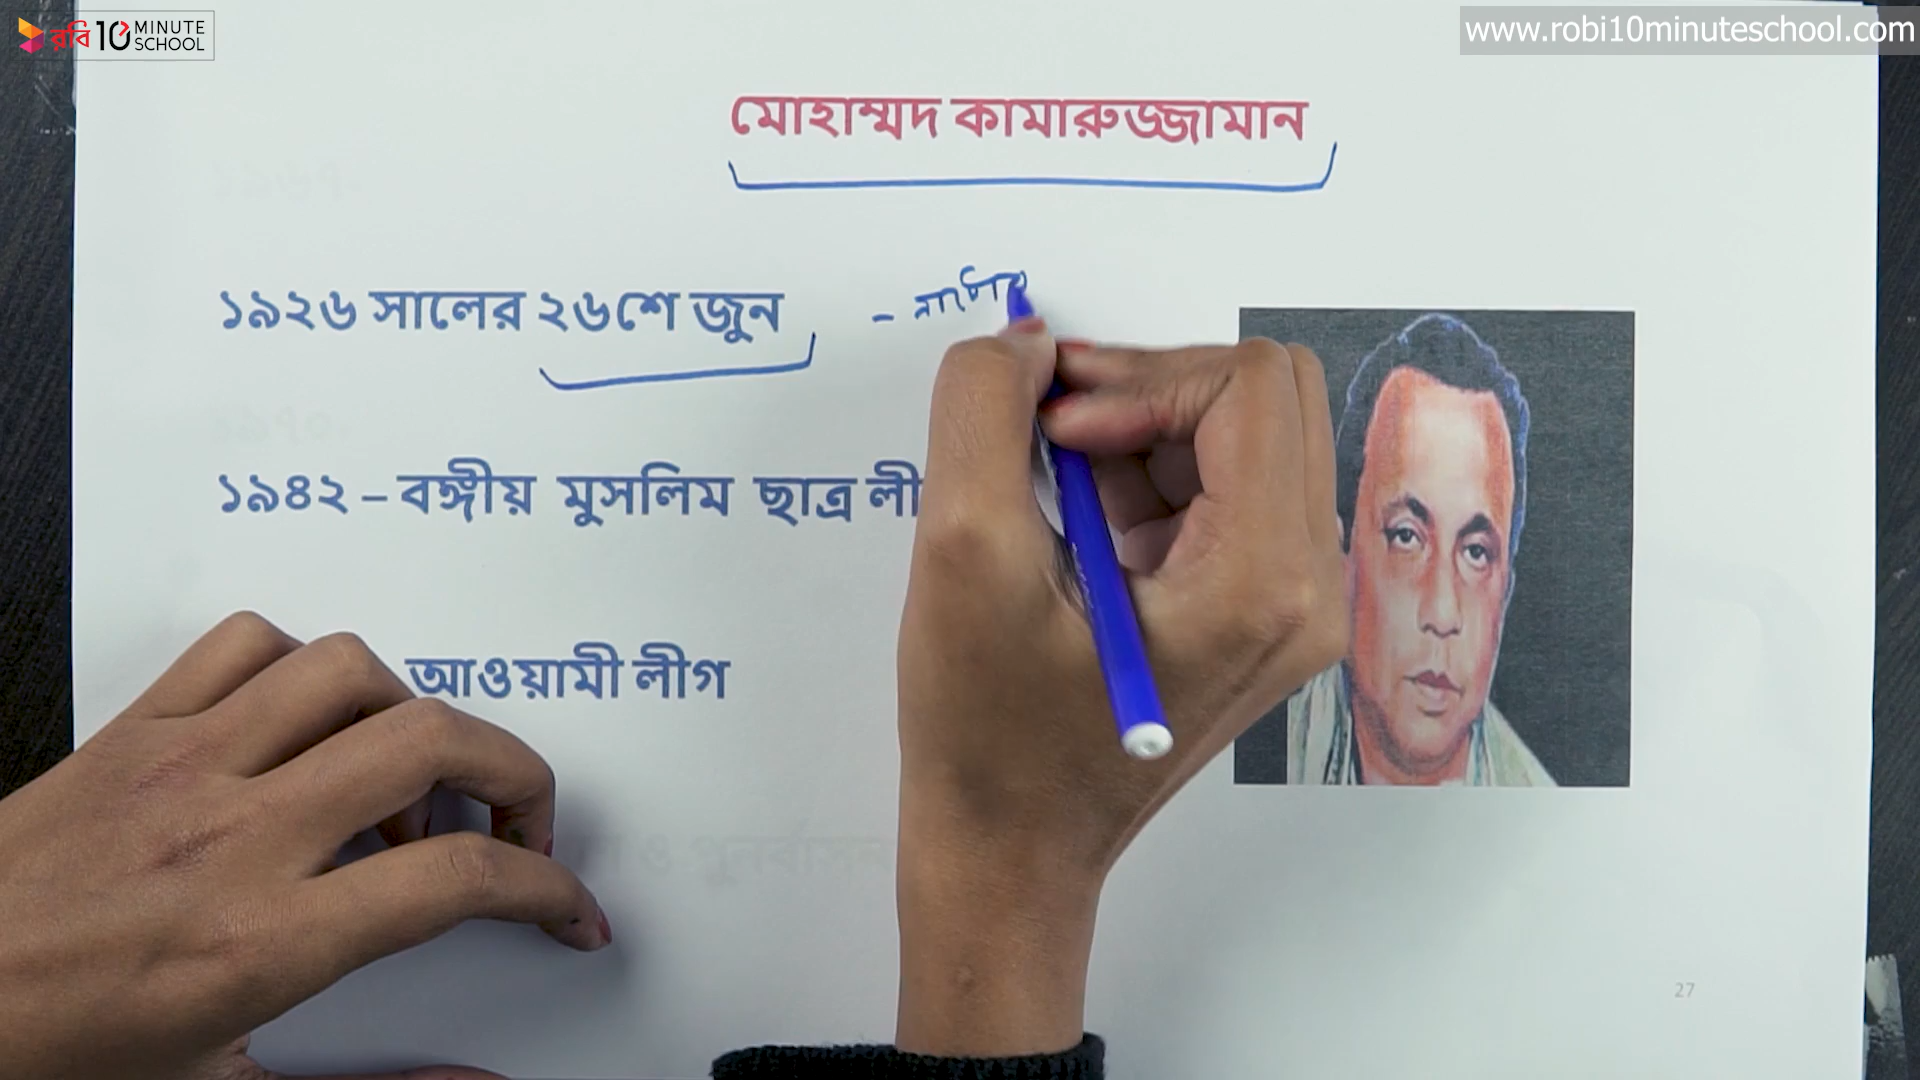 রবি 10 MINUTE SCHOOL
www.robi10minuteschool.com
মোহাম্মদ কামারুজ্জামান
১৯২৬ সালের ২৬শে জুন –
১৯৪২ – বঙ্গীয় মুসলিম ছাত্র লী
আওয়ামী লীগ
27